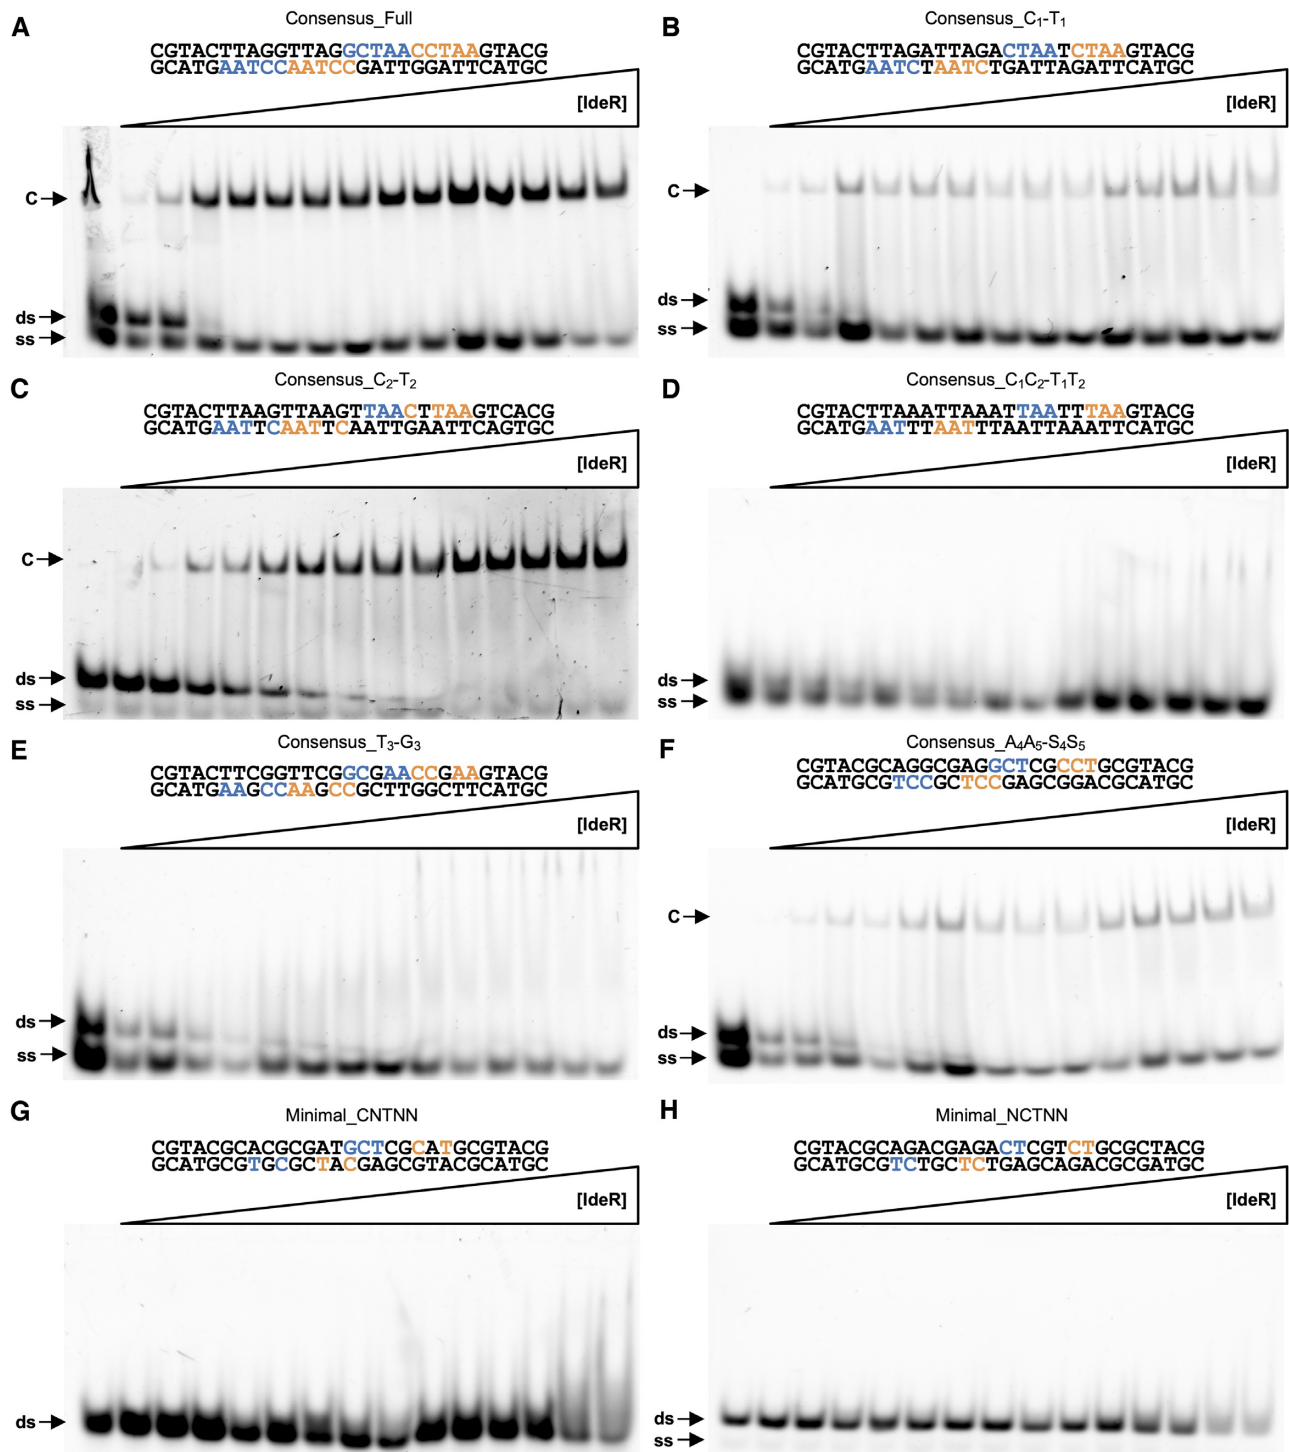 A
Consensus_Full
CGTACTTAGGTTAGGCTAACCTAAGTACG
GCATGAATCCAATCCGATTGGATTCATGC
[IdeR]
C
ds
ss
B
Consensus_C₁-T₁
CGTACTTAGATTAGACTAATCTAAGTACG
GCATGAATCTAATCTGATTAGATTCATGC
[IdeR]
C
ds
ss
C
Consensus_C₂-T₂
CGTACTTAAGTTAAGTTAACTTAAGTCACG
GCATGAATTCAATTCAATTGAATTCAGTGC
[IdeR]
C
ds
ss
D
Consensus_C₁C₂-T₁T₂
CGTACTTAAATTAAATTAATTTAAGTACG
GCATGAATTTAATTTAATTAAATTCATGC
[IdeR]
ds
ss
E
Consensus_T₃-G₃
CGTACTTCGGTTCGGCGAACCGAAGTACG
GCATGAAGCCAAGCCGCTTGGCTTCATGC
[IdeR]
ds
ss
F
Consensus_A₄A₅-S₄S₅
CGTACGCAGGCGAGGCTCGCCTGCGTACG
GCATGCGTCCGCTCCGAGCGGACGCATGC
[IdeR]
C
ds
ss
G
Minimal_CNTNN
CGTACGCACGCGATGCTCGCATGCGTACG
GCATGCGTGCGCTACGAGCGTACGCATGC
[IdeR]
ds
H
Minimal_NCTNN
CGTACGCAGACGAGACTCGTCTGCGCTACG
GCATGCGTCTGCTCTGAGCAGACGCGATGC
[IdeR]
ds
ss